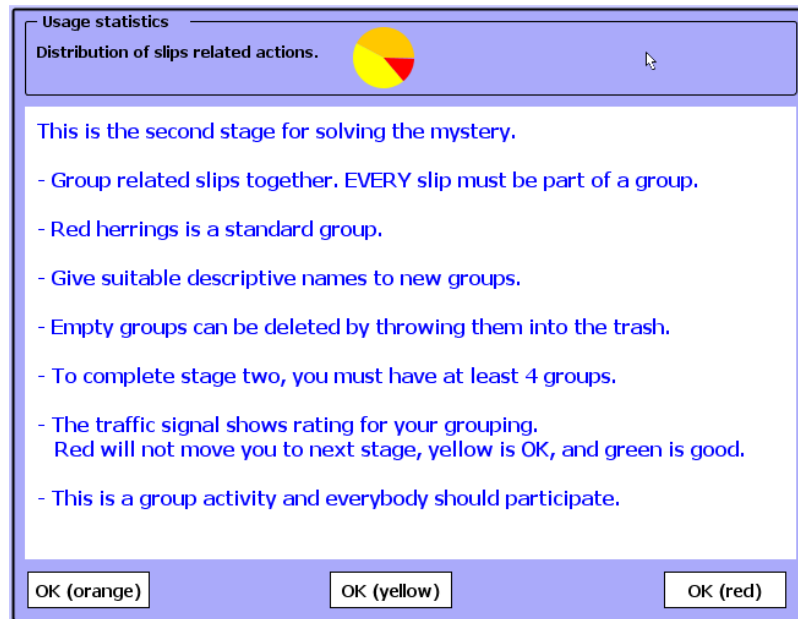 Usage statistics
Distribution of slips related actions.
This is the second stage for solving the mystery.
- Group related slips together. EVERY slip must be part of a group.
- Red herrings is a standard group.
- Give suitable descriptive names to new groups.
- Empty groups can be deleted by throwing them into the trash.
- To complete stage two, you must have at least 4 groups.
- The traffic signal shows rating for your grouping.
Red will not move you to next stage, yellow is OK, and green is good.
- This is a group activity and everybody should participate.
OK (orange) OK (yellow) OK (red)